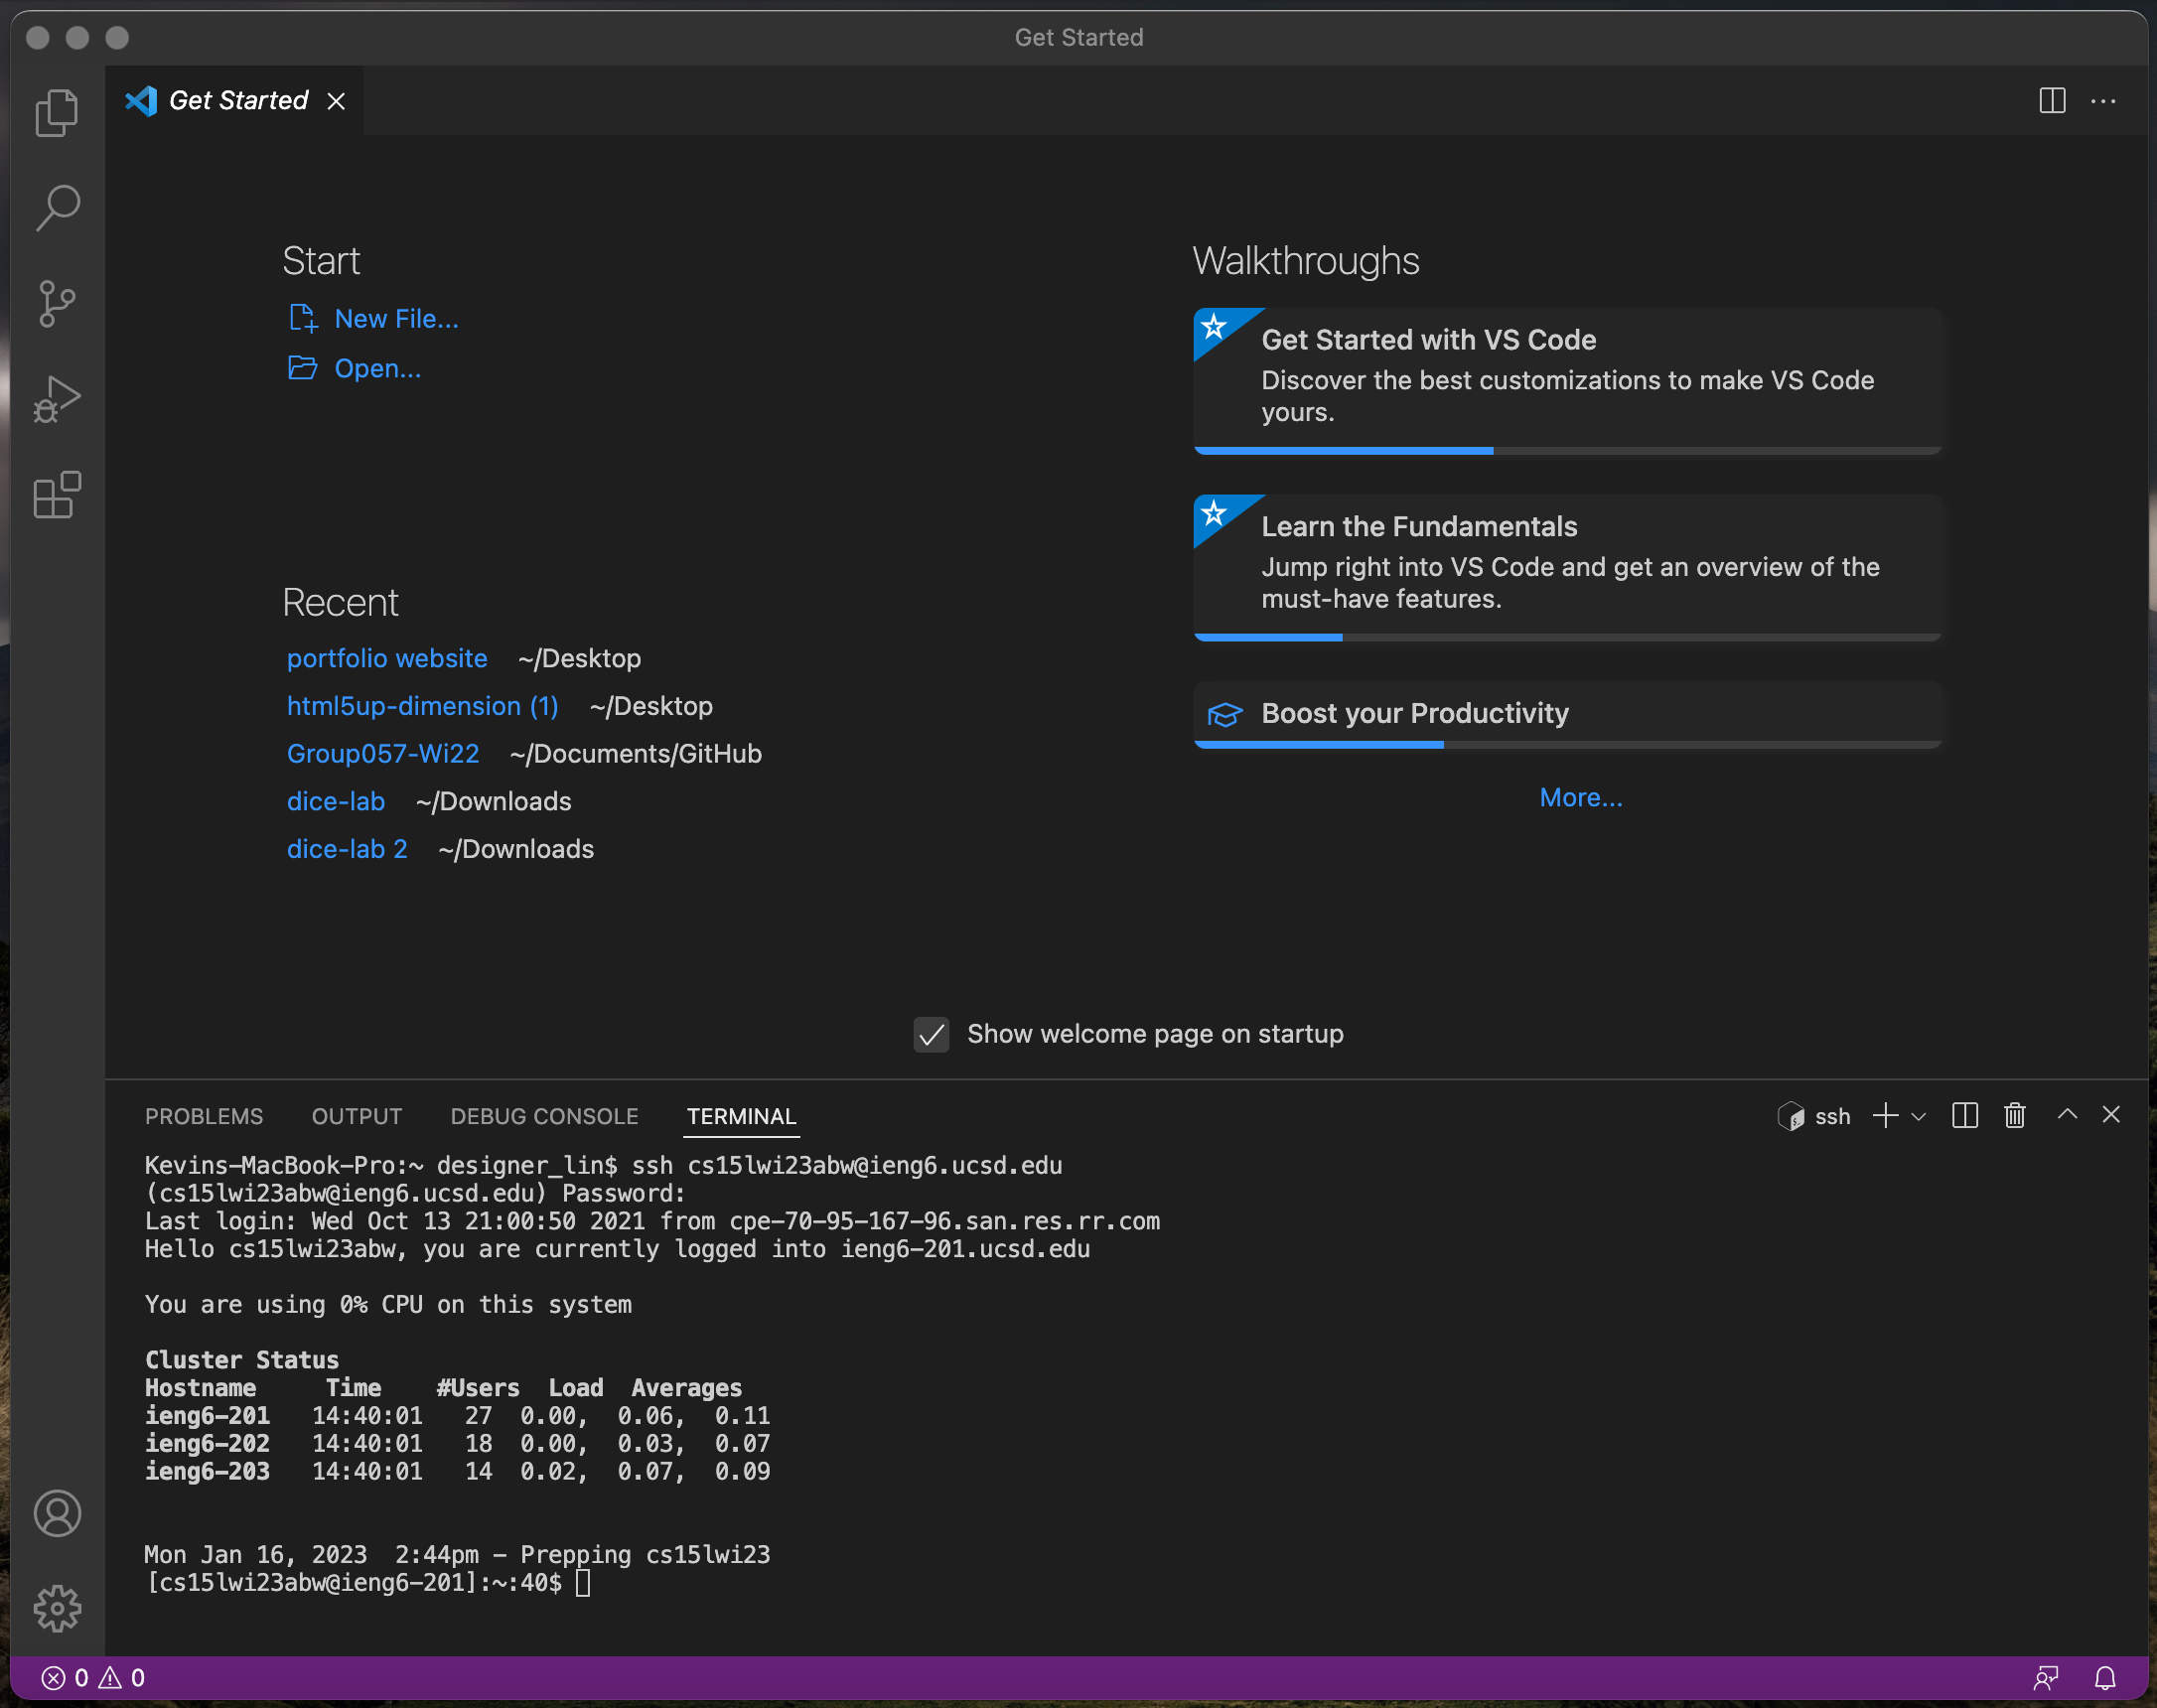 Get Started
Get Started
Start
New File...
Open...
Recent
portfolio website ~/Desktop
html5up-dimension (1) ~/Desktop
Group057-Wi22 ~/Documents/GitHub
dice-lab ~/Downloads
dice-lab 2 ~/Downloads
Walkthroughs
Get Started with VS Code
Discover the best customizations to make VS Code
yours.
Learn the Fundamentals
Jump right into VS Code and get an overview of the
must-have features.
Boost your Productivity
More...
Show welcome page on startup
PROBLEMS OUTPUT DEBUG CONSOLE TERMINAL ssh
Kevins-MacBook-Pro:~ designer_lin$ ssh cs15lwi23abw@ieng6.ucsd.edu
(cs15lwi23abw@ieng6.ucsd.edu) Password:
Last login: Wed Oct 13 21:00:50 2021 from cpe-70-95-167-96.san.res.rr.com
Hello cs15lwi23abw, you are currently logged into ieng6-201.ucsd.edu
You are using 0% CPU on this system
Cluster Status
Hostname Time #Users Load Averages
ieng6-201 14:40:01 27 0.00, 0.06, 0.11
ieng6-202 14:40:01 18 0.00, 0.03, 0.07
ieng6-203 14:40:01 14 0.02, 0.07, 0.09
Mon Jan 16, 2023 2:44pm - Prepping cs15lwi23
[cs15lwi23abw@ieng6-201]:~:40$
0 0